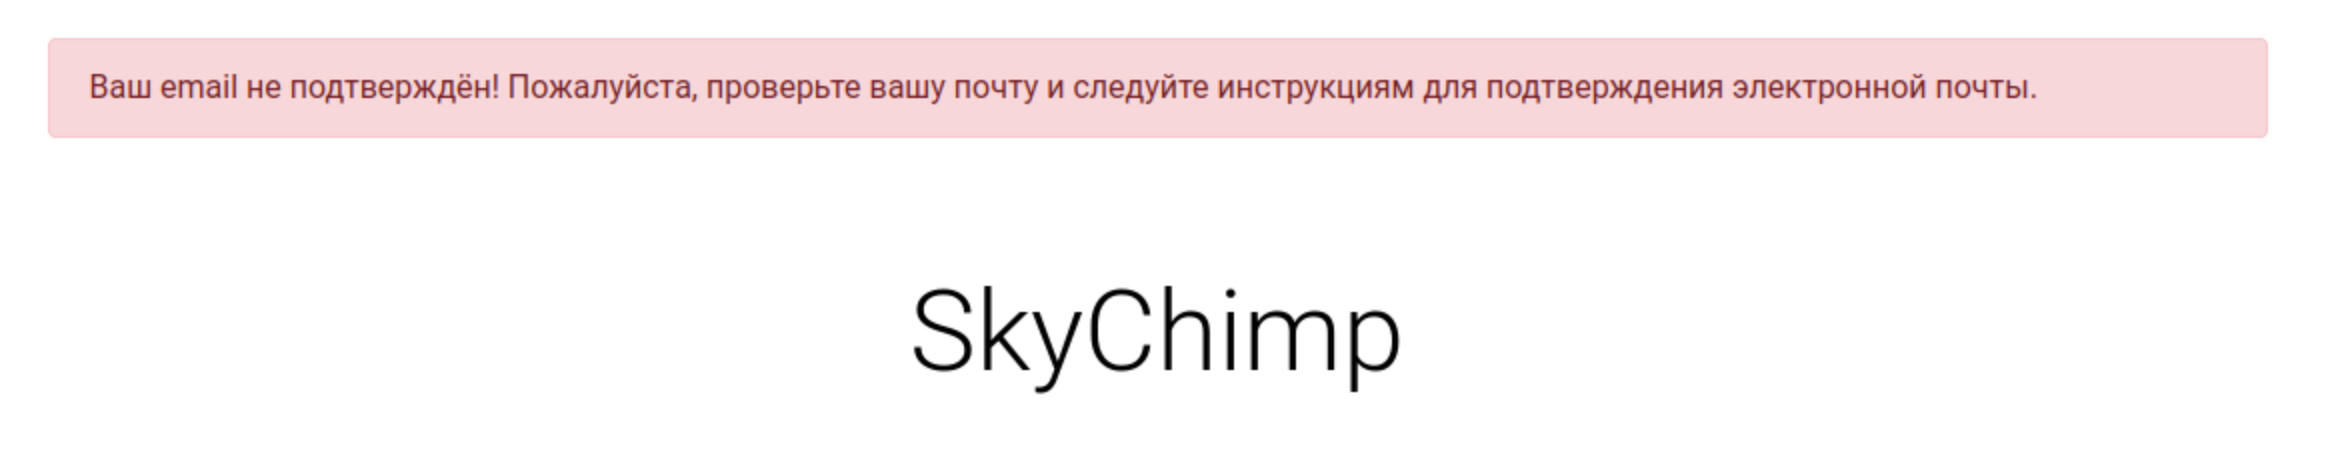 Ваш email не подтверждён! Пожалуйста, проверьте вашу почту и следуйте инструкциям для подтверждения электронной почты.
SkyChimp